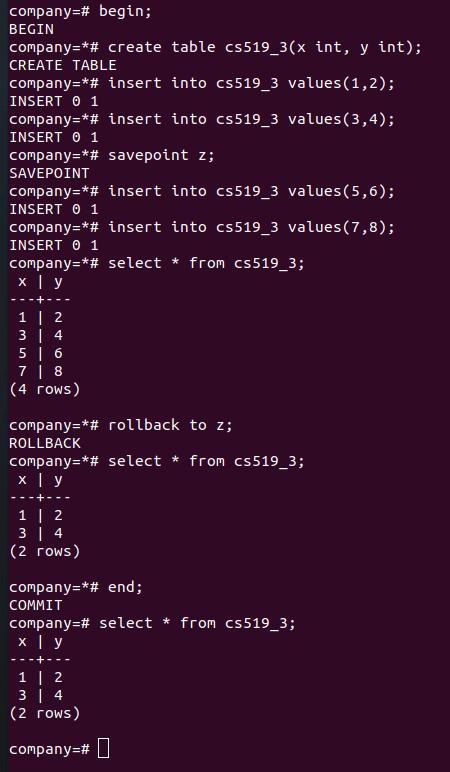 company=# begin;
BEGIN
company=*# create table cs519_3(x int, y int);
CREATE TABLE
company=*# insert into cs519_3 values(1,2);
INSERT 0 1
company=*# insert into cs519_3 values(3,4);
INSERT 0 1
company=*# savepoint z;
SAVEPOINT
company=*# insert into cs519_3 values(5,6);
INSERT 0 1
company=*# insert into cs519_3 values(7,8);
INSERT 0 1
company=*# select * from cs519_3;
 x | y
---+---
 1 | 2
 3 | 4
 5 | 6
 7 | 8
(4 rows)

company=*# rollback to z;
ROLLBACK
company=*# select * from cs519_3;
 x | y
---+---
 1 | 2
 3 | 4
(2 rows)

company=*# end;
COMMIT
company=# select * from cs519_3;
 x | y
---+---
 1 | 2
 3 | 4
(2 rows)

company=#